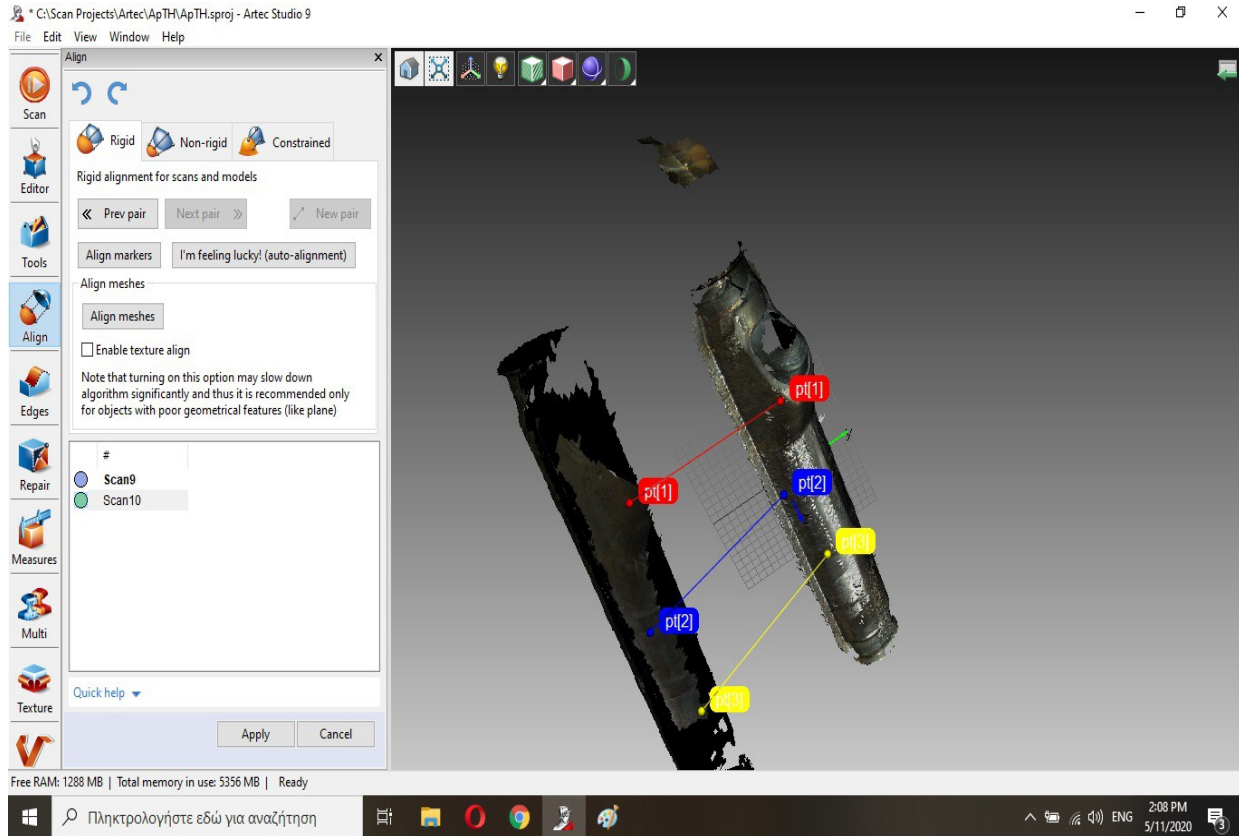 * C:\Scan Projects\Artec\ApTH\ApTH.sproj - Artec Studio 9
File Edit View Window Help
Align x
Scan
Editor
Tools
Align
Edges
Repair
Measures
Multi
Texture
Rigid Non-rigid Constrained
Rigid alignment for scans and models
Prev pair Next pair New pair
Align markers I'm feeling lucky! (auto-alignment)
Align meshes
Align meshes
Enable texture align
Note that turning on this option may slow down
algorithm significantly and thus it is recommended only
for objects with poor geometrical features (like plane)
#
Scan9
Scan10
Quick help
Apply Cancel
pt[1]
pt[1]
y
pt[2]
pt[3]
pt[2]
pt[3]
Free RAM: 1288 MB | Total memory in use: 5356 MB | Ready
Πληκτρολογήστε εδώ για αναζήτηση
ENG
2:08 PM
5/11/2020
3